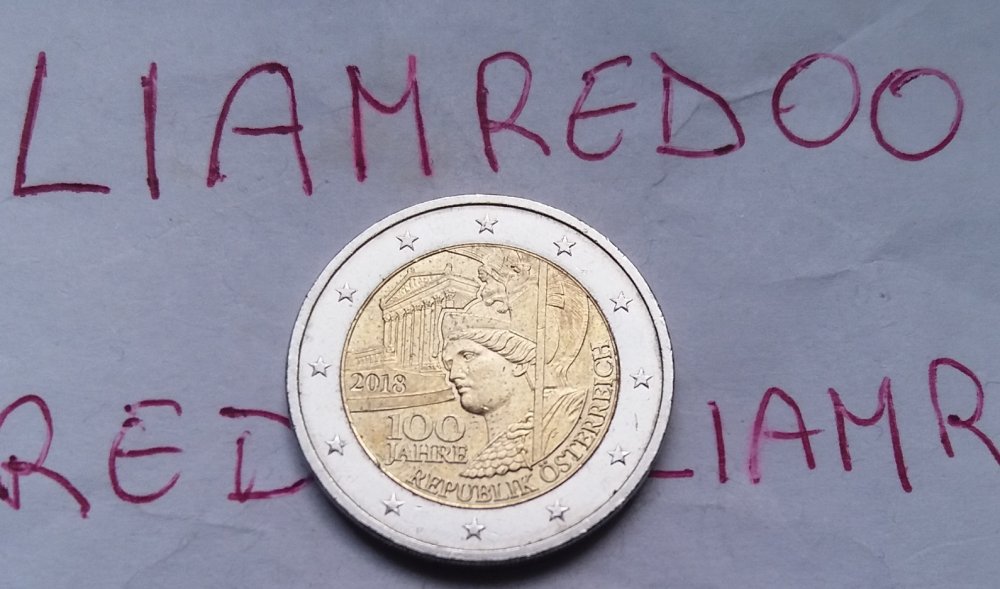 LIAMREDOO
2018
100
JAHRE
REPUBLIK ÖSTERREICH
RED LIAMR